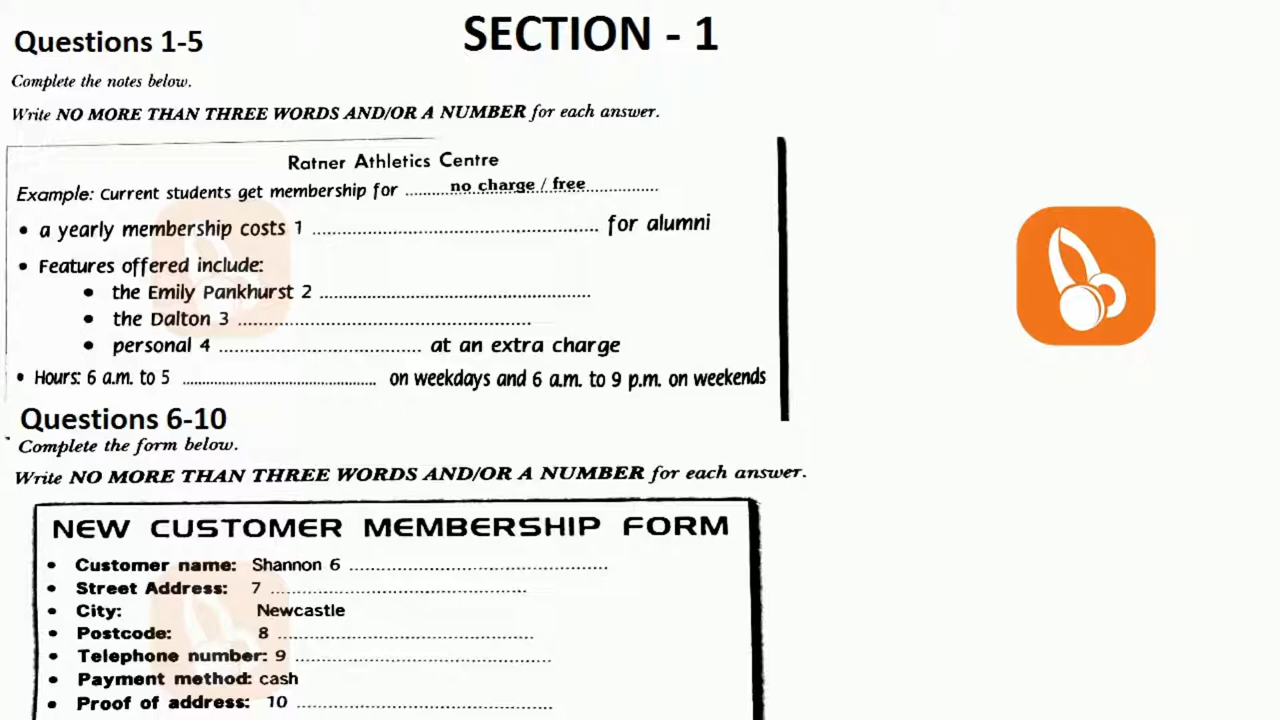 SECTION - 1
Questions 1-5
Complete the notes below.
Write NO MORE THAN THREE WORDS AND/OR A NUMBER for each answer.
Ratner Athletics Centre
Example: Current students get membership for .......... no charge / free ..........
• a yearly membership costs 1 .......... for alumni
• Features offered include:
• the Emily Pankhurst 2 ..........
• the Dalton 3 ..........
• personal 4 .......... at an extra charge
• Hours: 6 a.m. to 5 .......... on weekdays and 6 a.m. to 9 p.m. on weekends
Questions 6-10
Complete the form below.
Write NO MORE THAN THREE WORDS AND/OR A NUMBER for each answer.
NEW CUSTOMER MEMBERSHIP FORM
• Customer name: Shannon 6 ..........
• Street Address: 7 ..........
• City: Newcastle
• Postcode: 8 ..........
• Telephone number: 9 ..........
• Payment method: cash
• Proof of address: 10 ..........